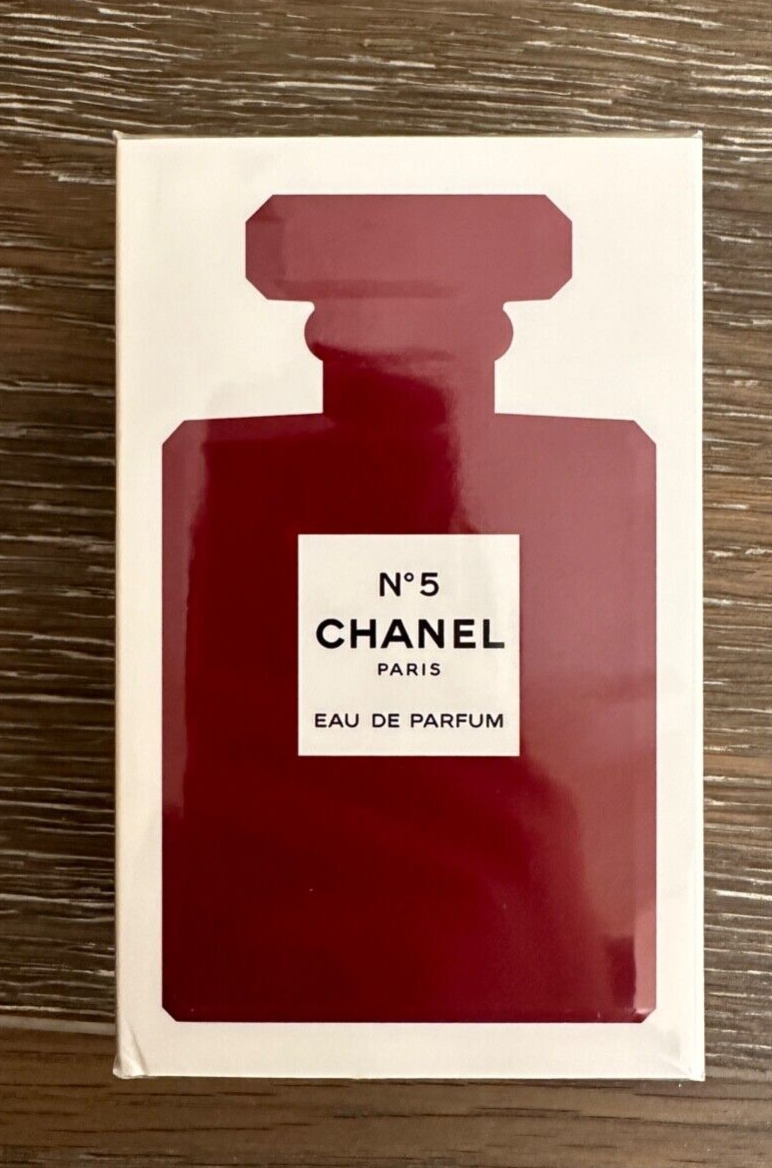 N°5
CHANEL
PARIS
EAU DE PARFUM